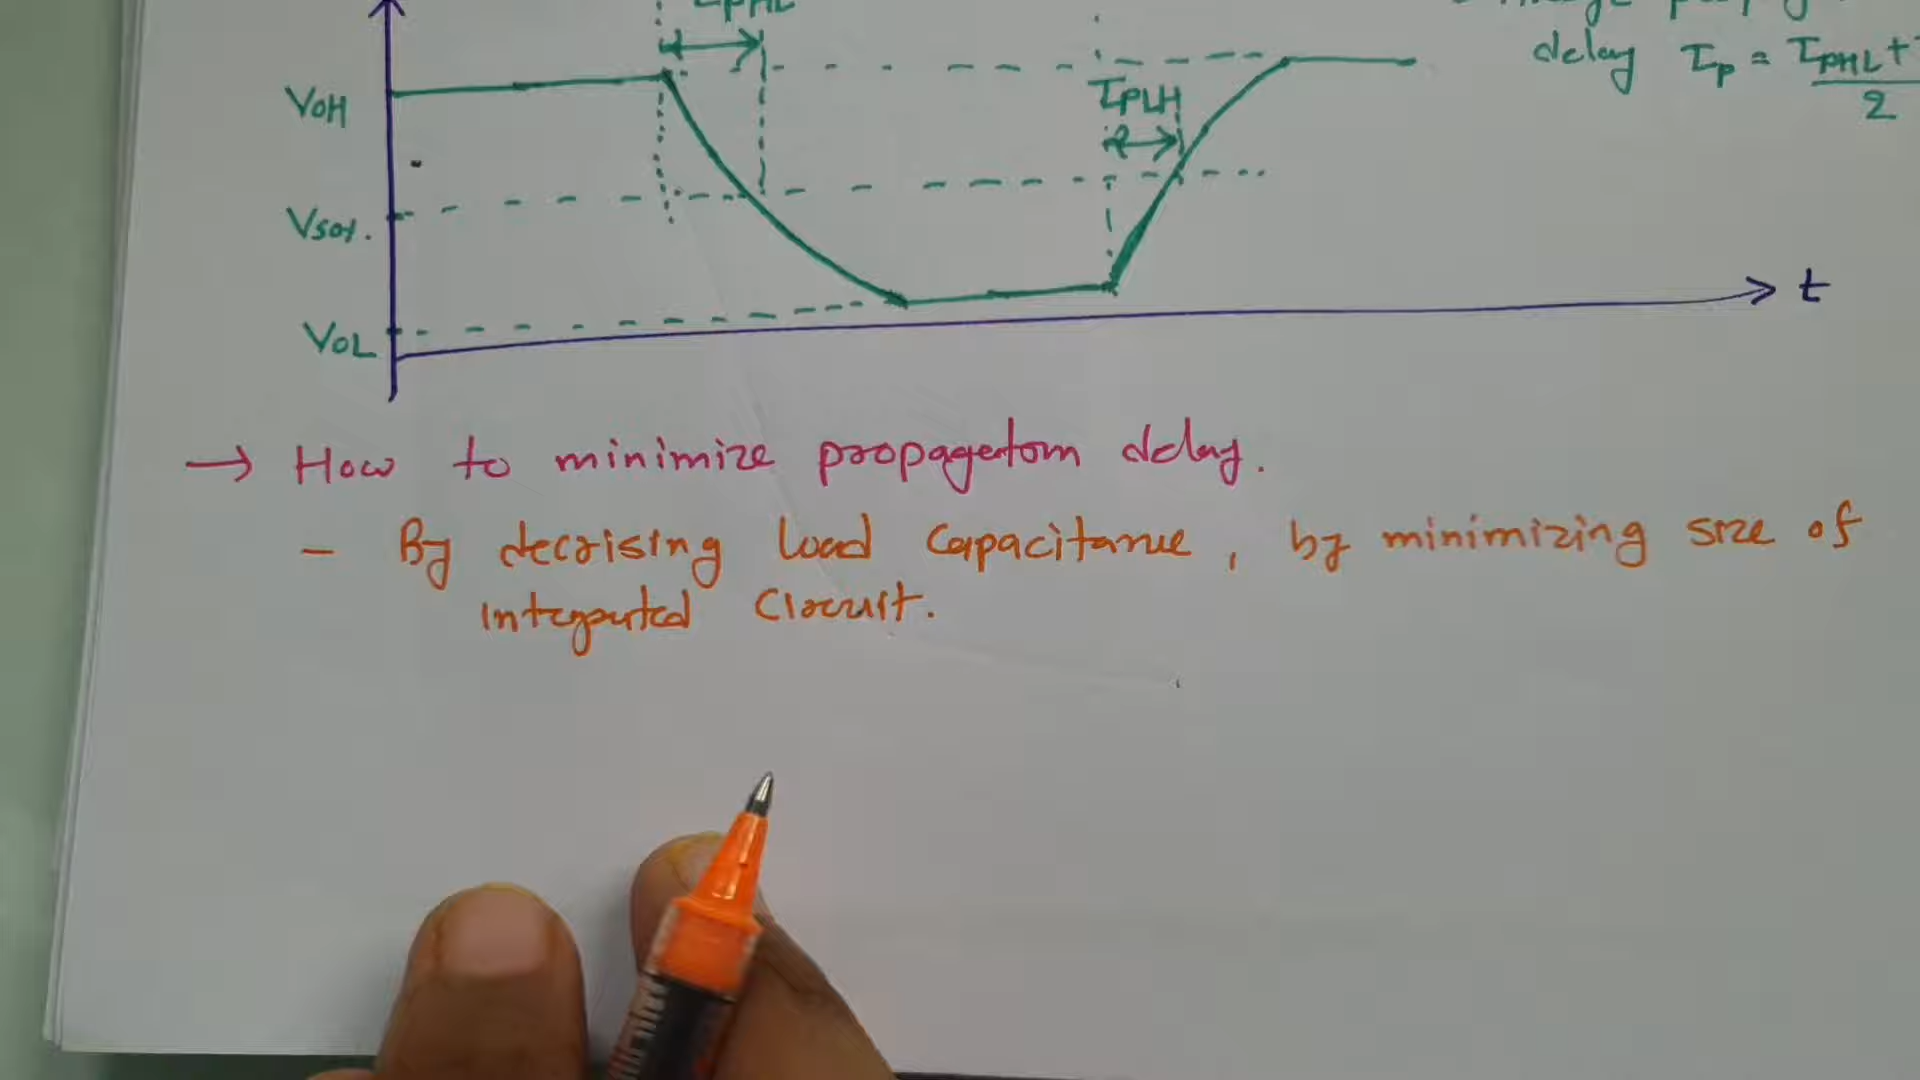 τPHL
delay τp = τPHL +
2
VOH
τPLH
V50%.
t
VOL
→ How to minimize propagation delay.
- By decrising load capacitance, by minimizing size of
integrated circuit.